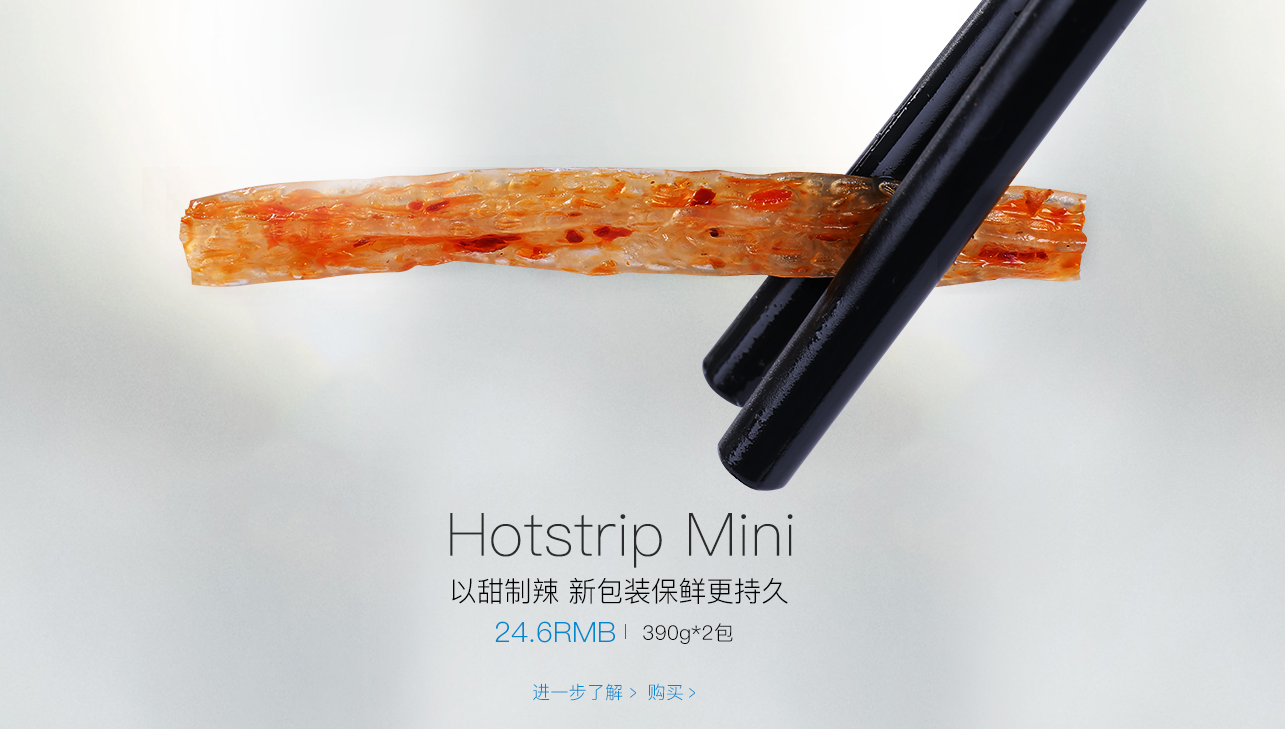 Hotstrip Mini
以甜制辣 新包装保鲜更持久
24.6RMB | 390g*2包
进一步了解 > 购买 >